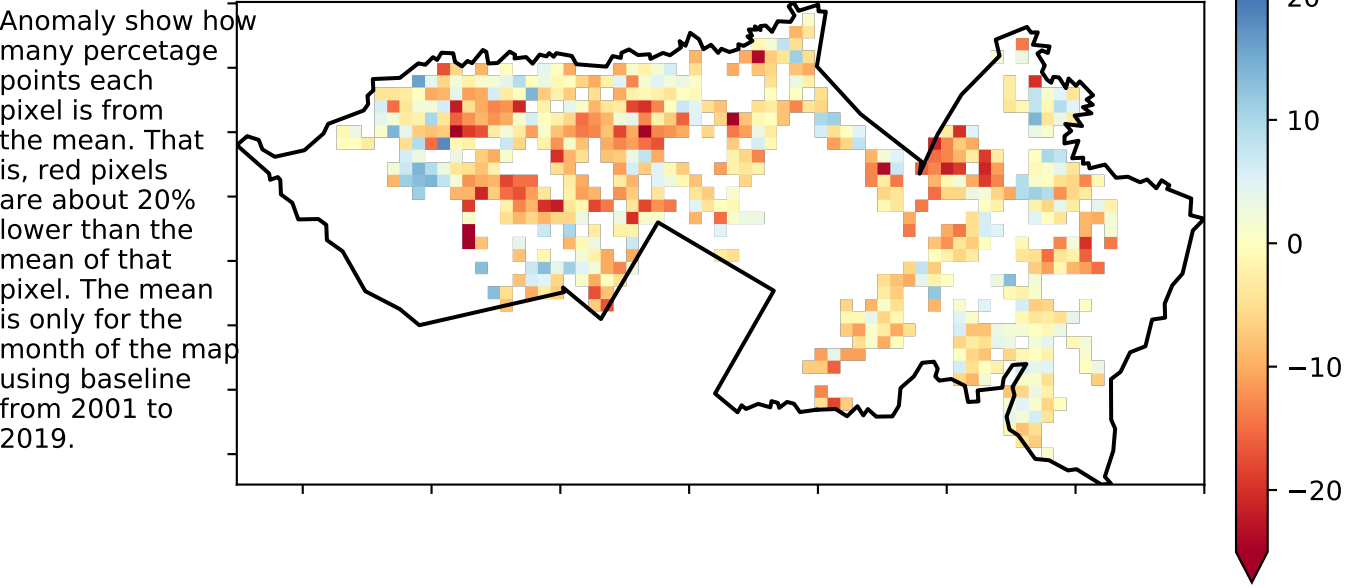 Anomaly show how
many percetage
points each
pixel is from
the mean. That
is, red pixels
are about 20%
lower than the
mean of that
pixel. The mean
is only for the
month of the map
using baseline
from 2001 to
2019.
20
10
0
−10
−20